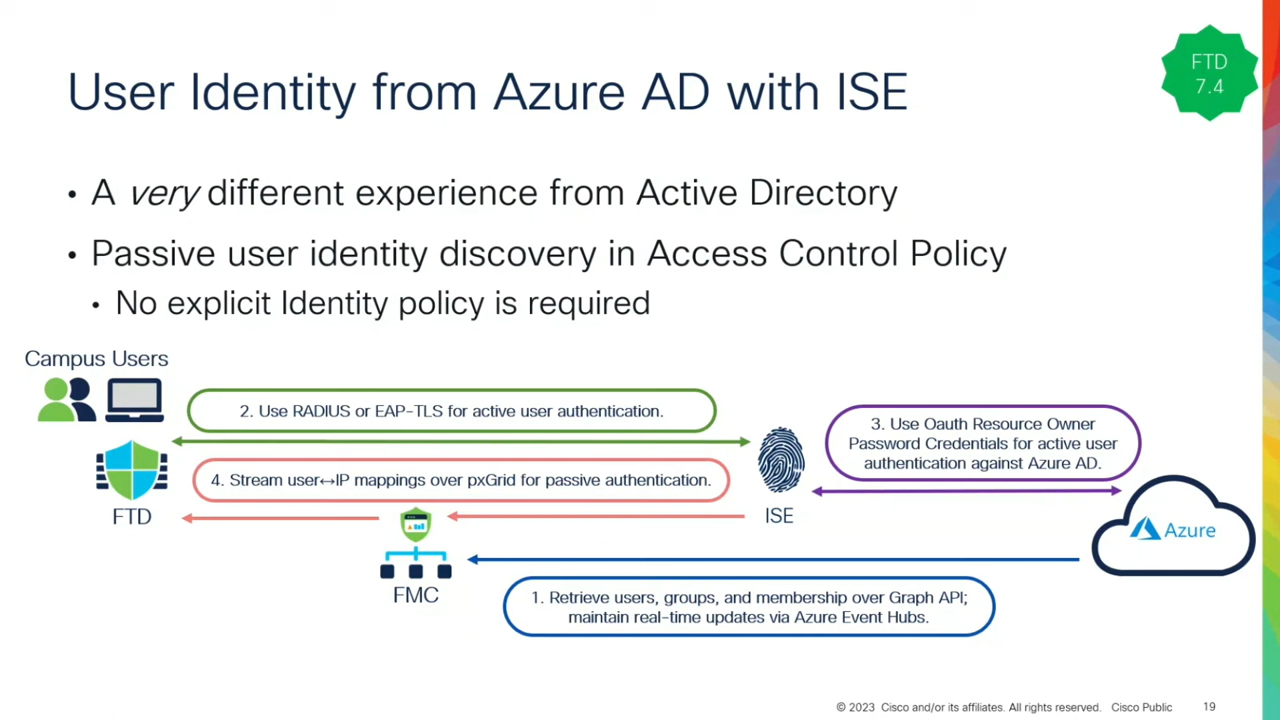 FTD
7.4
User Identity from Azure AD with ISE
• A very different experience from Active Directory
• Passive user identity discovery in Access Control Policy
• No explicit Identity policy is required
Campus Users
2. Use RADIUS or EAP-TLS for active user authentication.
3. Use Oauth Resource Owner
Password Credentials for active user
authentication against Azure AD.
4. Stream user↔IP mappings over pxGrid for passive authentication.
FTD
ISE
Azure
FMC
1. Retrieve users, groups, and membership over Graph API;
maintain real-time updates via Azure Event Hubs.
© 2023 Cisco and/or its affiliates. All rights reserved. Cisco Public 19